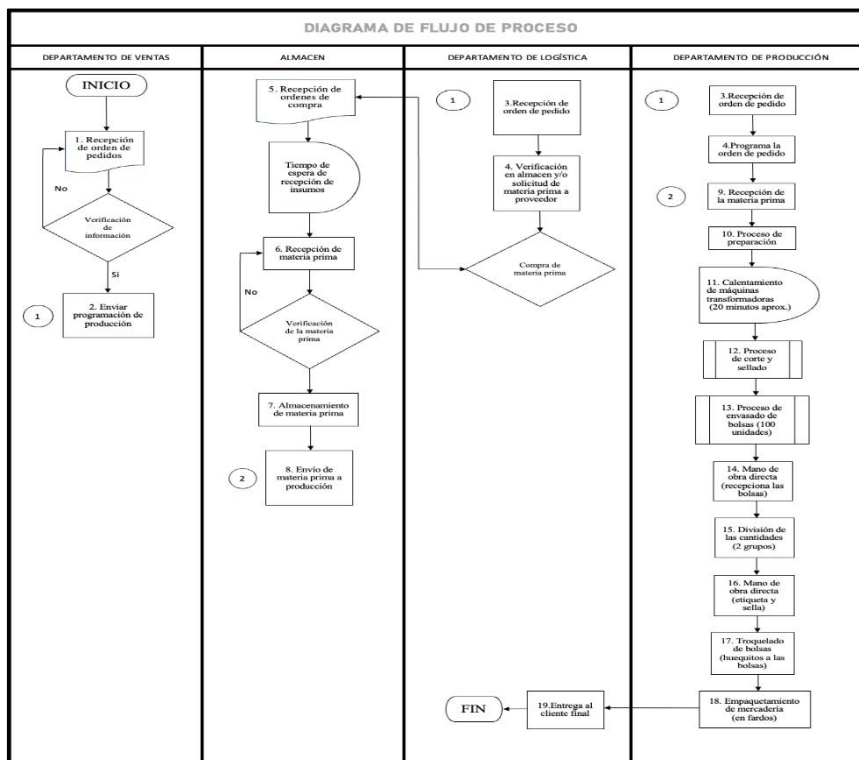 DIAGRAMA DE FLUJO DE PROCESO
DEPARTAMENTO DE VENTAS
ALMACEN
DEPARTAMENTO DE LOGÍSTICA
DEPARTAMENTO DE PRODUCCIÓN
INICIO
1. Recepción
de orden de
pedidos
No
Verificación
de
información
Si
1
2. Enviar
programación de
producción
5. Recepción de
ordenes de
compra
Tiempo de
espera de
recepción de
insumos
6. Recepción de
materia prima
No
Verificación
de la materia
prima
7. Almacenamiento
de materia prima
2
8. Envío de
materia prima a
producción
1
3.Recepción de
orden de pedido
4. Verificación
en almacen y/o
solicitud de
materia prima a
proveedor
Compra de
materia prima
1
3.Recepción de
orden de pedido
4.Programa la
orden de pedido
2
9. Recepción de
la materia prima
10. Proceso de
preparación
11. Calentamiento
de máquinas
transformadoras
(20 minutos aprox.)
12. Proceso de
corte y
sellado
13. Proceso de
envasado de
bolsas (100
unidades)
14. Mano de
obra directa
(recepciona las
bolsas)
15. División de
las cantidades
(2 grupos)
16. Mano de
obra directa
(etiqueta y
sella)
17. Troquelado
de bolsas
(huequitos a las
bolsas)
18. Empaquetamiento
de mercadería
(en fardos)
19.Entrega al
cliente final
FIN